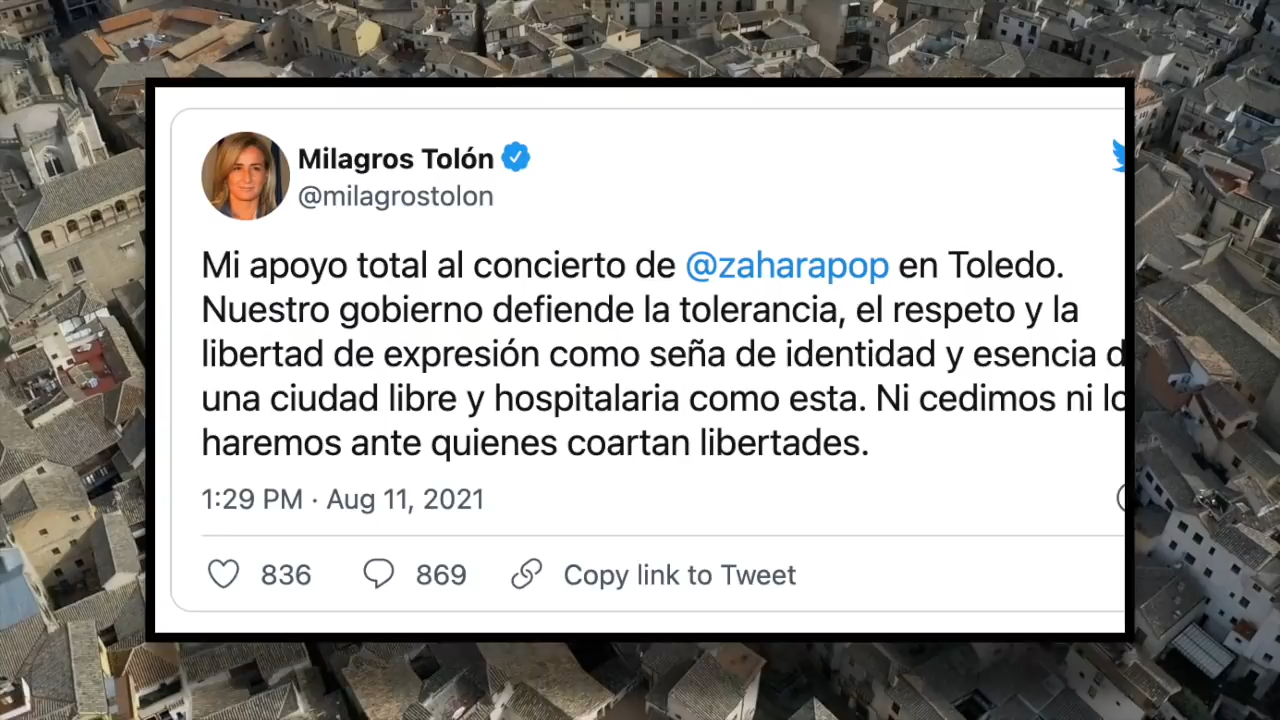 Milagros Tolón
@milagrostolon
Mi apoyo total al concierto de @zaharapop en Toledo.
Nuestro gobierno defiende la tolerancia, el respeto y la
libertad de expresión como seña de identidad y esencia d
una ciudad libre y hospitalaria como esta. Ni cedimos ni lo
haremos ante quienes coartan libertades.
1:29 PM · Aug 11, 2021
836 869 Copy link to Tweet